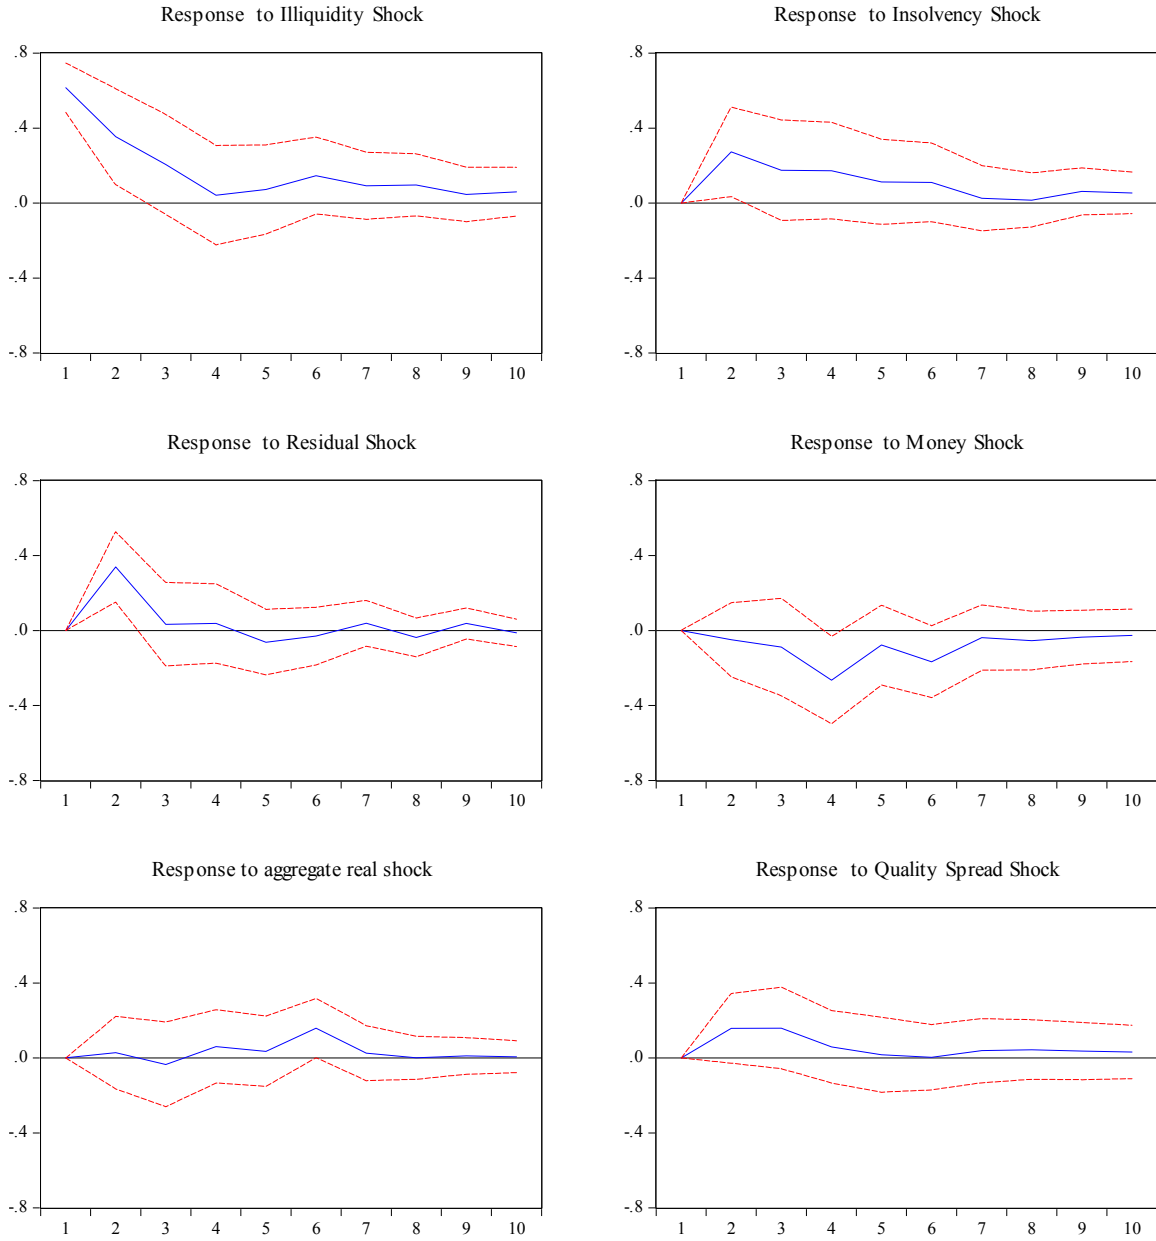 Response to Illiquidity Shock
.8
.4
.0
-.4
-.8
1 2 3 4 5 6 7 8 9 10
Response to Insolvency Shock
.8
.4
.0
-.4
-.8
1 2 3 4 5 6 7 8 9 10
Response to Residual Shock
.8
.4
.0
-.4
-.8
1 2 3 4 5 6 7 8 9 10
Response to Money Shock
.8
.4
.0
-.4
-.8
1 2 3 4 5 6 7 8 9 10
Response to aggregate real shock
.8
.4
.0
-.4
-.8
1 2 3 4 5 6 7 8 9 10
Response to Quality Spread Shock
.8
.4
.0
-.4
-.8
1 2 3 4 5 6 7 8 9 10